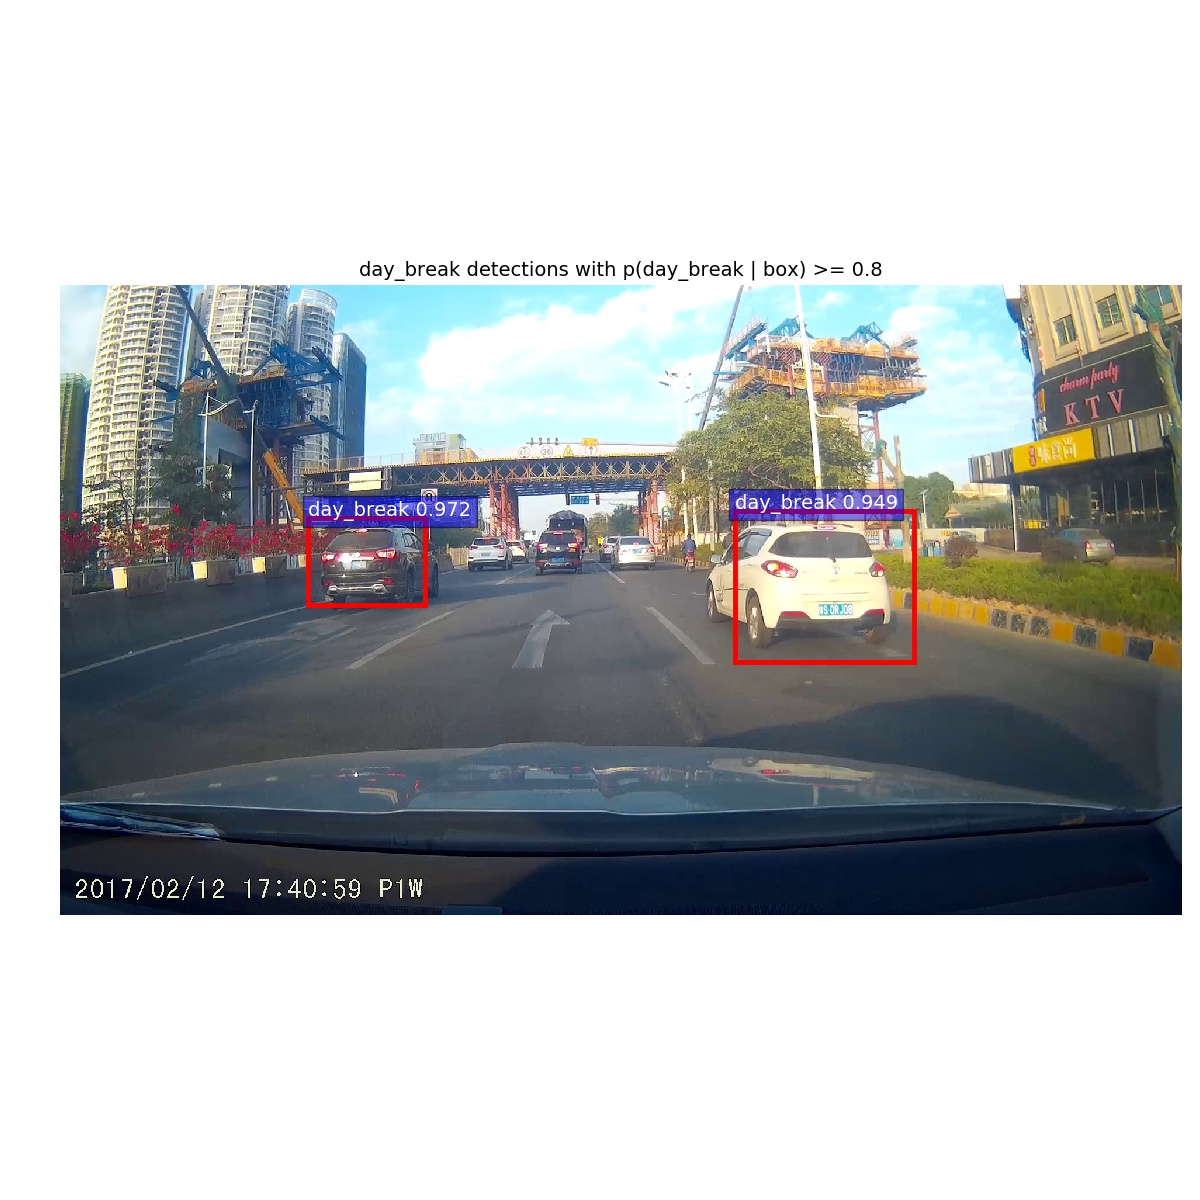 day_break detections with p(day_break | box) >= 0.8
charm party
KTV
day_break 0.972
day_break 0.949
2017/02/12 17:40:59 P1W